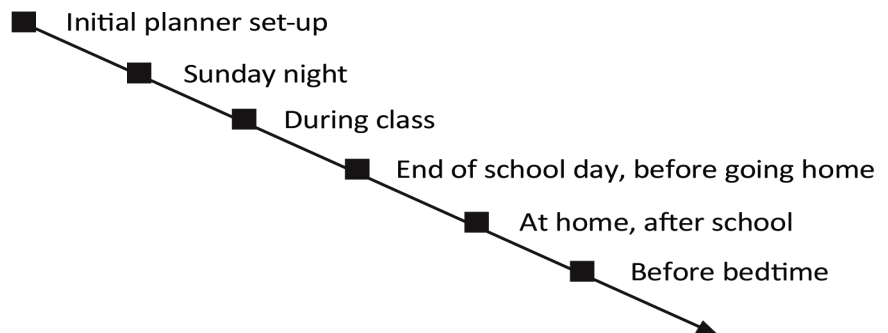 Initial planner set-up
Sunday night
During class
End of school day, before going home
At home, after school
Before bedtime